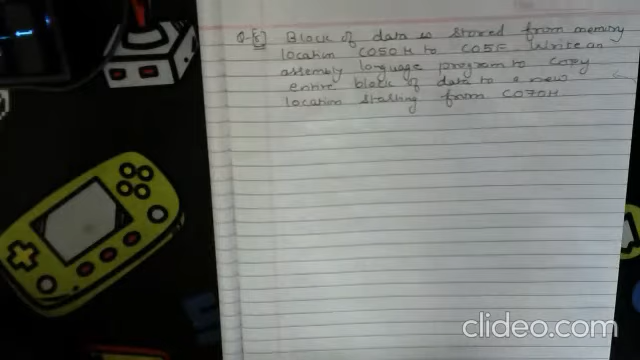 Q-[5] Block of data is stored from memory
location C050H to C05E Write an
assembly language program to copy
entire block of data to a new
location starting from C070H
clideo.com